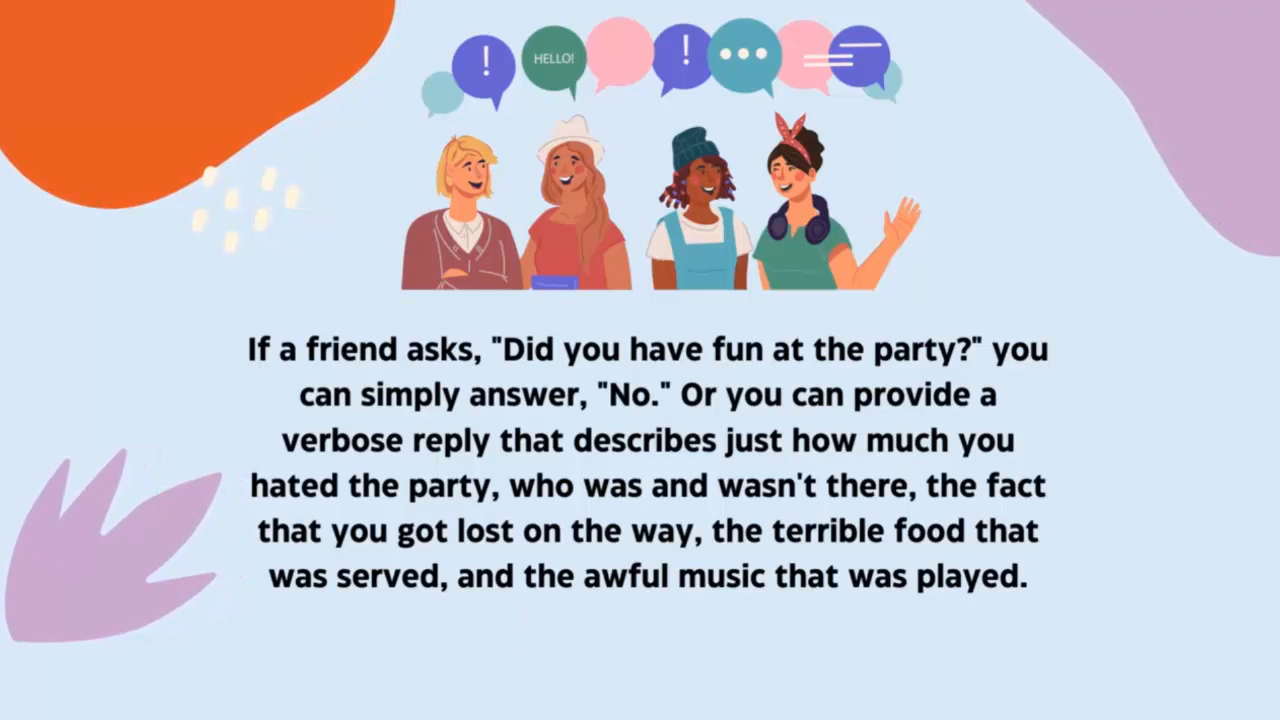 HELLO!
If a friend asks, "Did you have fun at the party?" you
can simply answer, "No." Or you can provide a
verbose reply that describes just how much you
hated the party, who was and wasn't there, the fact
that you got lost on the way, the terrible food that
was served, and the awful music that was played.